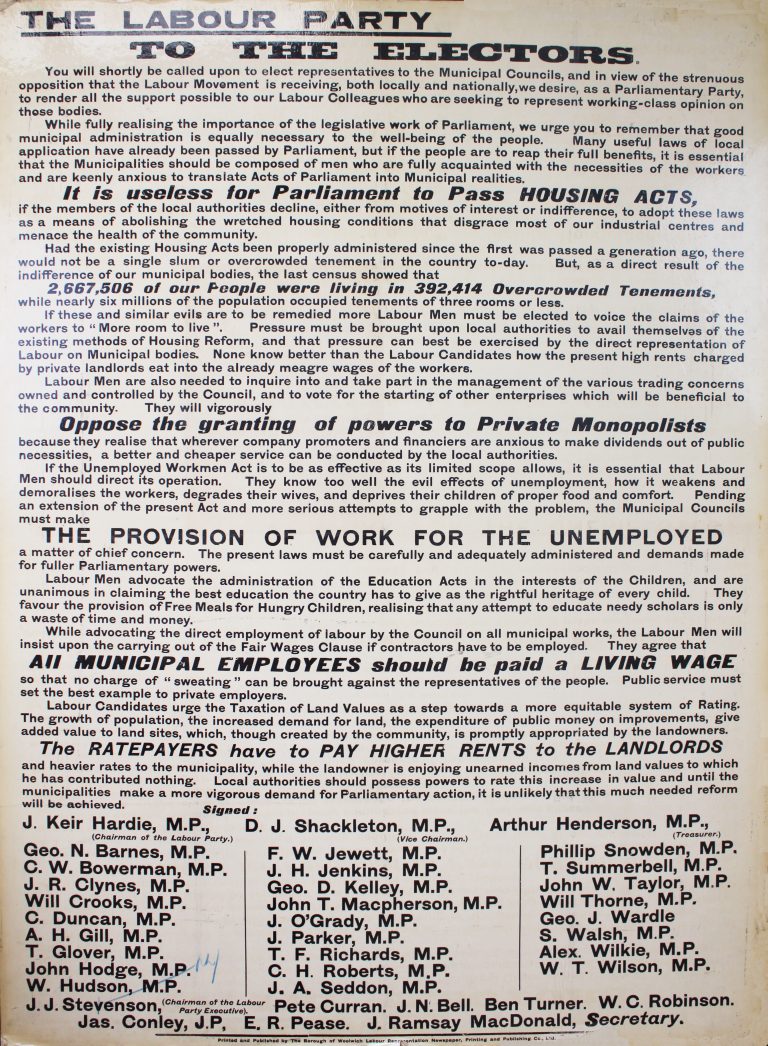 THE LABOUR PARTY
TO THE ELECTORS.
You will shortly be called upon to elect representatives to the Municipal Councils, and in view of the strenuous
opposition that the Labour Movement is receiving, both locally and nationally, we desire, as a Parliamentary Party,
to render all the support possible to our Labour Colleagues who are seeking to represent working-class opinion on
those bodies.
While fully realising the importance of the legislative work of Parliament, we urge you to remember that good
municipal administration is equally necessary to the well-being of the people. Many useful laws of local
application have already been passed by Parliament, but if the people are to reap their full benefits, it is essential
that the Municipalities should be composed of men who are fully acquainted with the necessities of the workers
and are keenly anxious to translate Acts of Parliament into Municipal realities.
It is useless for Parliament to Pass HOUSING ACTS,
if the members of the local authorities decline, either from motives of interest or indifference, to adopt these laws
as a means of abolishing the wretched housing conditions that disgrace most of our industrial centres and
menace the health of the community.
Had the existing Housing Acts been properly administered since the first was passed a generation ago, there
would not be a single slum or overcrowded tenement in the country to-day. But, as a direct result of the
indifference of our municipal bodies, the last census showed that
2,667,506 of our People were living in 392,414 Overcrowded Tenements,
while nearly six millions of the population occupied tenements of three rooms or less.
If these and similar evils are to be remedied more Labour Men must be elected to voice the claims of the
workers to "More room to live". Pressure must be brought upon local authorities to avail themselves of the
existing methods of Housing Reform, and that pressure can best be exercised by the direct representation of
Labour on Municipal bodies. None know better than the Labour Candidates how the present high rents charged
by private landlords eat into the already meagre wages of the workers.
Labour Men are also needed to inquire into and take part in the management of the various trading concerns
owned and controlled by the Council, and to vote for the starting of other enterprises which will be beneficial to
the community. They will vigorously
Oppose the granting of powers to Private Monopolists
because they realise that wherever company promoters and financiers are anxious to make dividends out of public
necessities, a better and cheaper service can be conducted by the local authorities.
If the Unemployed Workmen Act is to be as effective as its limited scope allows, it is essential that Labour
Men should direct its operation. They know too well the evil effects of unemployment, how it weakens and
demoralises the workers, degrades their wives, and deprives their children of proper food and comfort. Pending
an extension of the present Act and more serious attempts to grapple with the problem, the Municipal Councils
must make
THE PROVISION OF WORK FOR THE UNEMPLOYED
a matter of chief concern. The present laws must be carefully and adequately administered and demands made
for fuller Parliamentary powers.
Labour Men advocate the administration of the Education Acts in the interests of the Children, and are
unanimous in claiming the best education the country has to give as the rightful heritage of every child. They
favour the provision of Free Meals for Hungry Children, realising that any attempt to educate needy scholars is only
a waste of time and money.
While advocating the direct employment of labour by the Council on all municipal works, the Labour Men will
insist upon the carrying out of the Fair Wages Clause if contractors have to be employed. They agree that
All MUNICIPAL EMPLOYEES should be paid a LIVING WAGE
so that no charge of "sweating" can be brought against the representatives of the people. Public service must
set the best example to private employers.
Labour Candidates urge the Taxation of Land Values as a step towards a more equitable system of Rating.
The growth of population, the increased demand for land, the expenditure of public money on improvements, give
added value to land sites, which, though created by the community, is promptly appropriated by the landowners.
The RATEPAYERS have to PAY HIGHER RENTS to the LANDLORDS
and heavier rates to the municipality, while the landowner is enjoying unearned incomes from land values to which
he has contributed nothing. Local authorities should possess powers to rate this increase in value and until the
municipalities make a more vigorous demand for Parliamentary action, it is unlikely that this much needed reform
will be achieved.
Signed:
J. Keir Hardie, M.P., D. J. Shackleton, M.P., Arthur Henderson, M.P.,
(Chairman of the Labour Party.) (Vice Chairman.) (Treasurer.)
Geo. N. Barnes, M.P.
C. W. Bowerman, M.P.
J. R. Clynes, M.P.
Will Crooks, M.P.
C. Duncan, M.P.
A. H. Gill, M.P.
T. Glover, M.P.
John Hodge, M.P.
W. Hudson, M.P.
F. W. Jewett, M.P.
J. H. Jenkins, M.P.
Geo. D. Kelley, M.P.
John T. Macpherson, M.P.
J. O'Grady, M.P.
J. Parker, M.P.
T. F. Richards, M.P.
C. H. Roberts, M.P.
J. A. Seddon, M.P.
Phillip Snowden, M.P.
T. Summerbell, M.P.
John W. Taylor, M.P.
Will Thorne, M.P.
Geo. J. Wardle
S. Walsh, M.P.
Alex. Wilkie, M.P.
W. T. Wilson, M.P.
J. J. Stevenson, (Chairman of the Labour Party Executive). Pete Curran. J. N. Bell. Ben Turner. W. C. Robinson.
Jas. Conley, J.P. E. R. Pease. J. Ramsay MacDonald, Secretary.
Printed and Published by The Borough of Woolwich Labour Representation Newspaper, Printing and Publishing Co., Ltd.